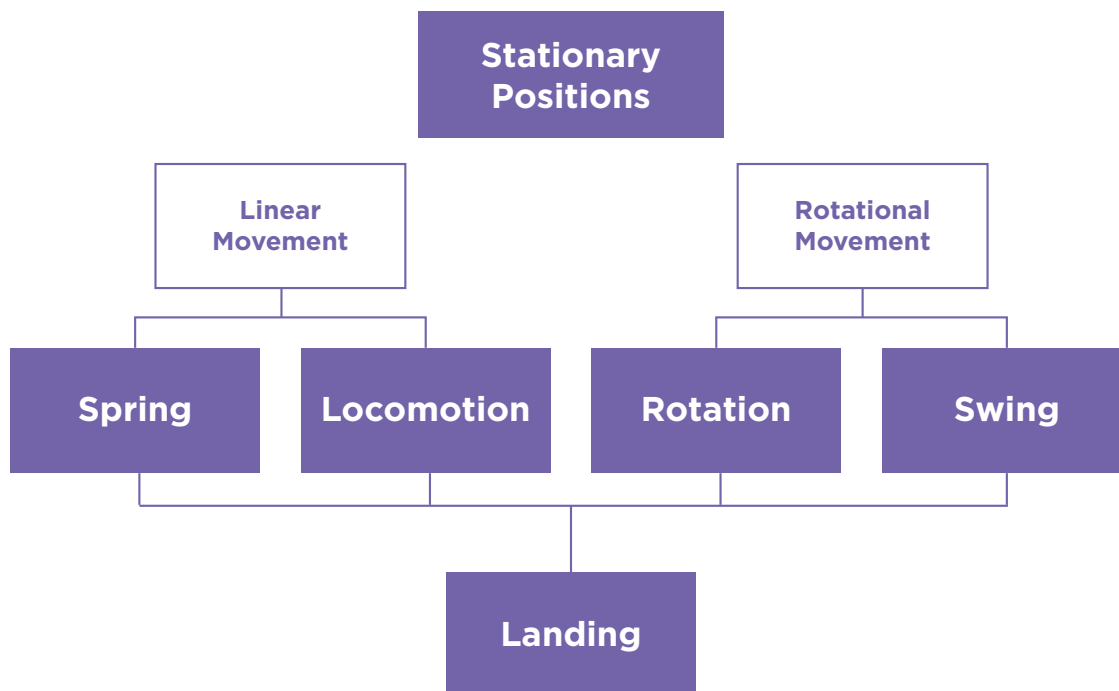 Stationary
Positions
Linear
Movement
Rotational
Movement
Spring
Locomotion
Rotation
Swing
Landing